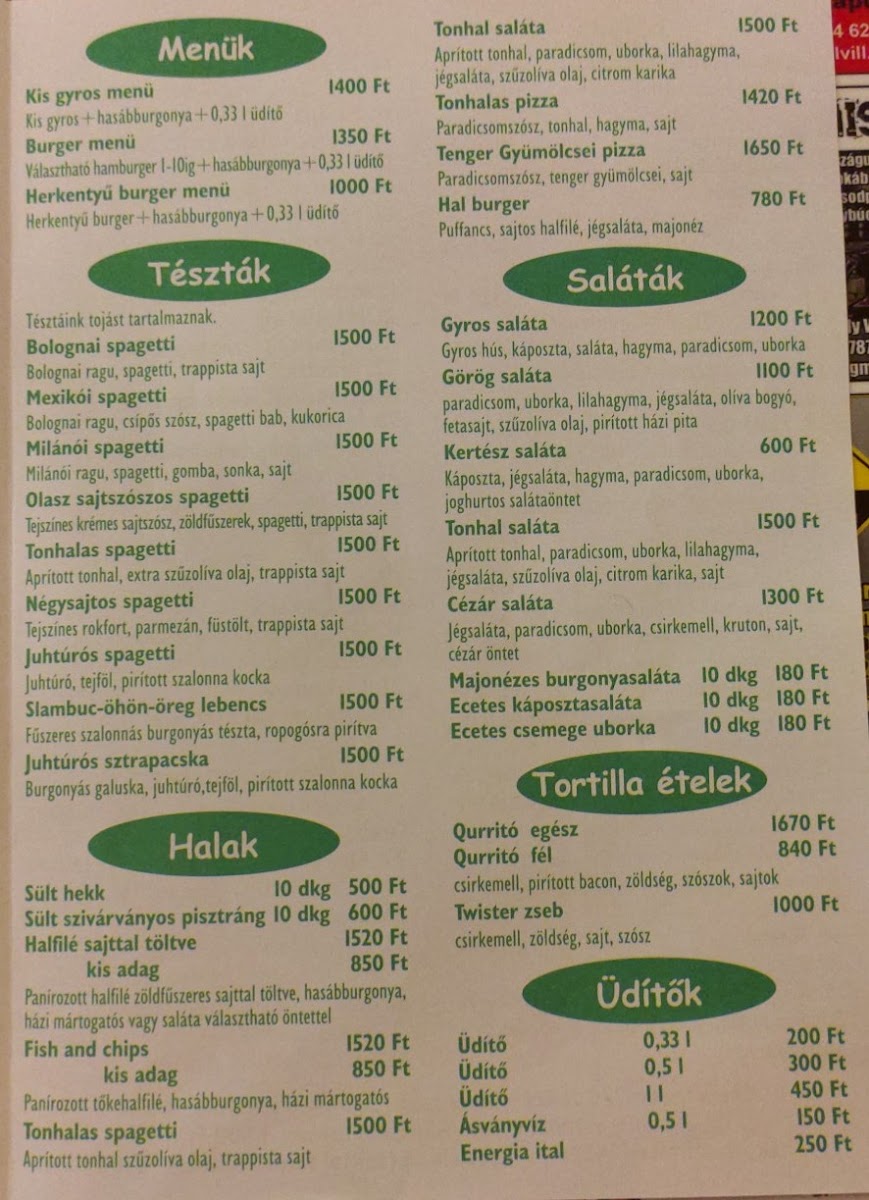 Menük
Kis gyros menü 1400 Ft
Kis gyros+hasábburgonya+0,33 l üdítő
Burger menü 1350 Ft
Választható hamburger 1-10ig+hasábburgonya+0,33 l üdítő
Herkentyű burger menü 1000 Ft
Herkentyű burger+hasábburgonya+0,33 l üdítő
Tészták
Tésztáink tojást tartalmaznak.
Bolognai spagetti 1500 Ft
Bolognai ragu, spagetti, trappista sajt
Mexikói spagetti 1500 Ft
Bolognai ragu, csípős szósz, spagetti bab, kukorica
Milánói spagetti 1500 Ft
Milánói ragu, spagetti, gomba, sonka, sajt
Olasz sajtszószos spagetti 1500 Ft
Tejszínes krémes sajtszósz, zöldfűszerek, spagetti, trappista sajt
Tonhalas spagetti 1500 Ft
Aprított tonhal, extra szűzolíva olaj, trappista sajt
Négysajtos spagetti 1500 Ft
Tejszínes rokfort, parmezán, füstölt, trappista sajt
Juhtúrós spagetti 1500 Ft
Juhtúró, tejföl, pirított szalonna kocka
Slambuc-öhön-öreg lebencs 1500 Ft
Fűszeres szalonnás burgonyás tészta, ropogósra pirítva
Juhtúrós sztrapacska 1500 Ft
Burgonyás galuska, juhtúró,tejföl, pirított szalonna kocka
Halak
Sült hekk 10 dkg 500 Ft
Sült szivárványos pisztráng 10 dkg 600 Ft
Halfilé sajttal töltve 1520 Ft
kis adag 850 Ft
Panírozott halfilé zöldfűszeres sajttal töltve, hasábburgonya,
házi mártogatós vagy saláta választható öntettel
Fish and chips 1520 Ft
kis adag 850 Ft
Panírozott tőkehalfilé, hasábburgonya, házi mártogatós
Tonhalas spagetti 1500 Ft
Aprított tonhal szűzolíva olaj, trappista sajt
Tonhal saláta 1500 Ft
Aprított tonhal, paradicsom, uborka, lilahagyma,
jégsaláta, szűzolíva olaj, citrom karika
Tonhalas pizza 1420 Ft
Paradicsomszósz, tonhal, hagyma, sajt
Tenger Gyümölcsei pizza 1650 Ft
Paradicsomszósz, tenger gyümölcsei, sajt
Hal burger 780 Ft
Puffancs, sajtos halfilé, jégsaláta, majonéz
Saláták
Gyros saláta 1200 Ft
Gyros hús, káposzta, saláta, hagyma, paradicsom, uborka
Görög saláta 1100 Ft
paradicsom, uborka, lilahagyma, jégsaláta, olíva bogyó,
fetasajt, szűzolíva olaj, pirított házi pita
Kertész saláta 600 Ft
Káposzta, jégsaláta, hagyma, paradicsom, uborka,
joghurtos salátaöntet
Tonhal saláta 1500 Ft
Aprított tonhal, paradicsom, uborka, lilahagyma,
jégsaláta, szűzolíva olaj, citrom karika, sajt
Cézár saláta 1300 Ft
Jégsaláta, paradicsom, uborka, csirkemell, kruton, sajt,
cézár öntet
Majonézes burgonyasaláta 10 dkg 180 Ft
Ecetes káposztasaláta 10 dkg 180 Ft
Ecetes csemege uborka 10 dkg 180 Ft
Tortilla ételek
Qurritó egész 1670 Ft
Qurritó fél 840 Ft
csirkemell, pirított bacon, zöldség, szószok, sajtok
Twister zseb 1000 Ft
csirkemell, zöldség, sajt, szósz
Üdítők
Üdítő 0,33 l 200 Ft
Üdítő 0,5 l 300 Ft
Üdítő 1 l 450 Ft
Ásványvíz 0,5 l 150 Ft
Energia ital 250 Ft